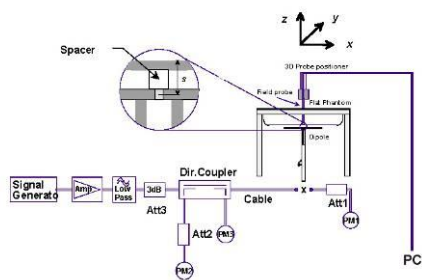 z
y
x
Spacer
s
3D Probe positioner
Field probe
Flat Phantom
Dipole
Signal
Generato
Amp
Low
Pass
3dB
Att3
Dir.Coupler
Cable
x
Att1
PM1
Att2
PM3
PM2
PC